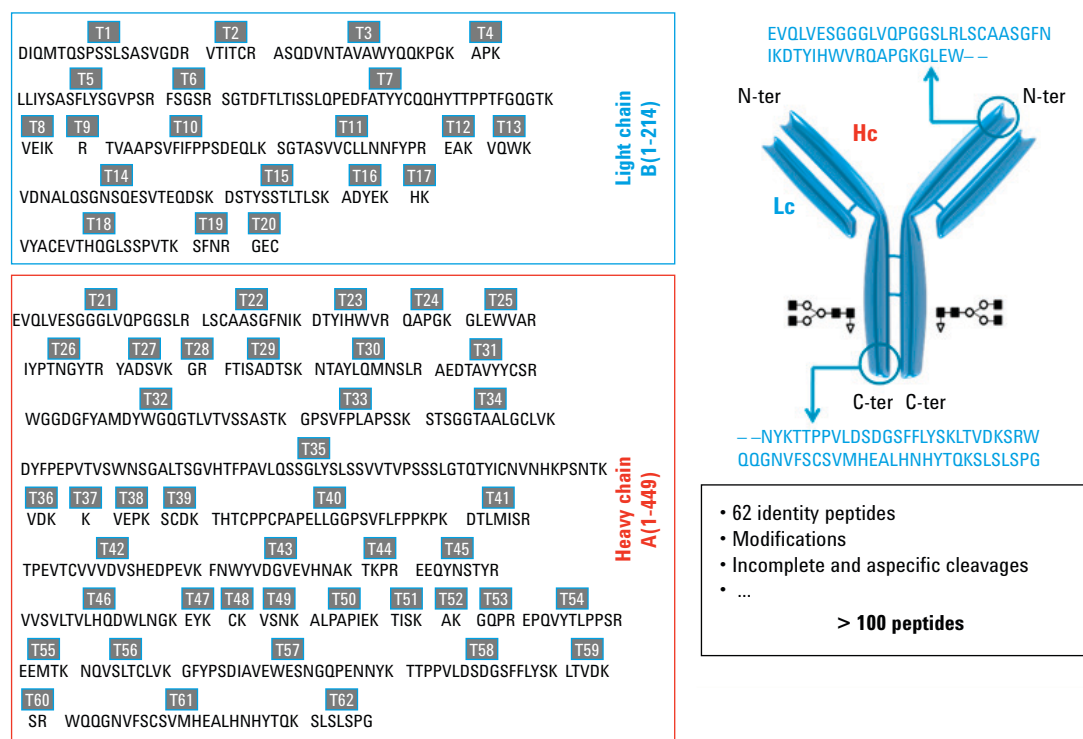 T1 T2 T3 T4
DIQMTQSPSSLSASVGDR VTITCR ASQDVNTAVAWYQQKPGK APK
T5 T6 T7
LLIYSASFLYSGVPSR FSGSR SGTDFTLTISSLQPEDFATYYCQQHYTTPPTFGQGTK
T8 T9 T10 T11 T12 T13
VEIK R TVAAPSVFIFPPSDEQLK SGTASVVCLLNNFYPR EAK VQWK
T14 T15 T16 T17
VDNALQSGNSQESVTEQDSK DSTYSSTLTLSK ADYEK HK
T18 T19 T20
VYACEVTHQGLSSPVTK SFNR GEC
Light chain
B(1-214)
T21 T22 T23 T24 T25
EVQLVESGGGLVQPGGSLR LSCAASGFNIK DTYIHWVR QAPGK GLEWVAR
T26 T27 T28 T29 T30 T31
IYPTNGYTR YADSVK GR FTISADTSK NTAYLQMNSLR AEDTAVYYCSR
T32 T33 T34
WGGDGFYAMDYWGQGTLVTVSSASTK GPSVFPLAPSSK STSGGTAALGCLVK
T35
DYFPEPVTVSWNSGALTSGVHTFPAVLQSSGLYSLSSVVTVPSSSLGTQTYICNVNHKPSNTK
T36 T37 T38 T39 T40 T41
VDK K VEPK SCDK THTCPPCPAPELLGGPSVFLFPPKPK DTLMISR
T42 T43 T44 T45
TPEVTCVVVDVSHEDPEVK FNWYVDGVEVHNAK TKPR EEQYNSTYR
T46 T47 T48 T49 T50 T51 T52 T53 T54
VVSVLTVLHQDWLNGK EYK CK VSNK ALPAPIEK TISK AK GQPR EPQVYTLPPSR
T55 T56 T57 T58 T59
EEMTK NQVSLTCLVK GFYPSDIAVEWESNGQPENNYK TTPPVLDSDGSFFLYSK LTVDK
T60 T61 T62
SR WQQGNVFSCSVMHEALHNHYTQK SLSLSPG
Heavy chain
A(1-449)
EVQLVESGGGLVQPGGSLRLSCAASGFN
IKDTYIHWVRQAPGKGLEW– –
N-ter N-ter
Hc
Lc
C-ter C-ter
– –NYKTTPPVLDSDGSFFLYSKLTVDKSRW
QQGNVFSCSVMHEALHNHYTQKSLSLSPG
• 62 identity peptides
• Modifications
• Incomplete and aspecific cleavages
• ...
> 100 peptides